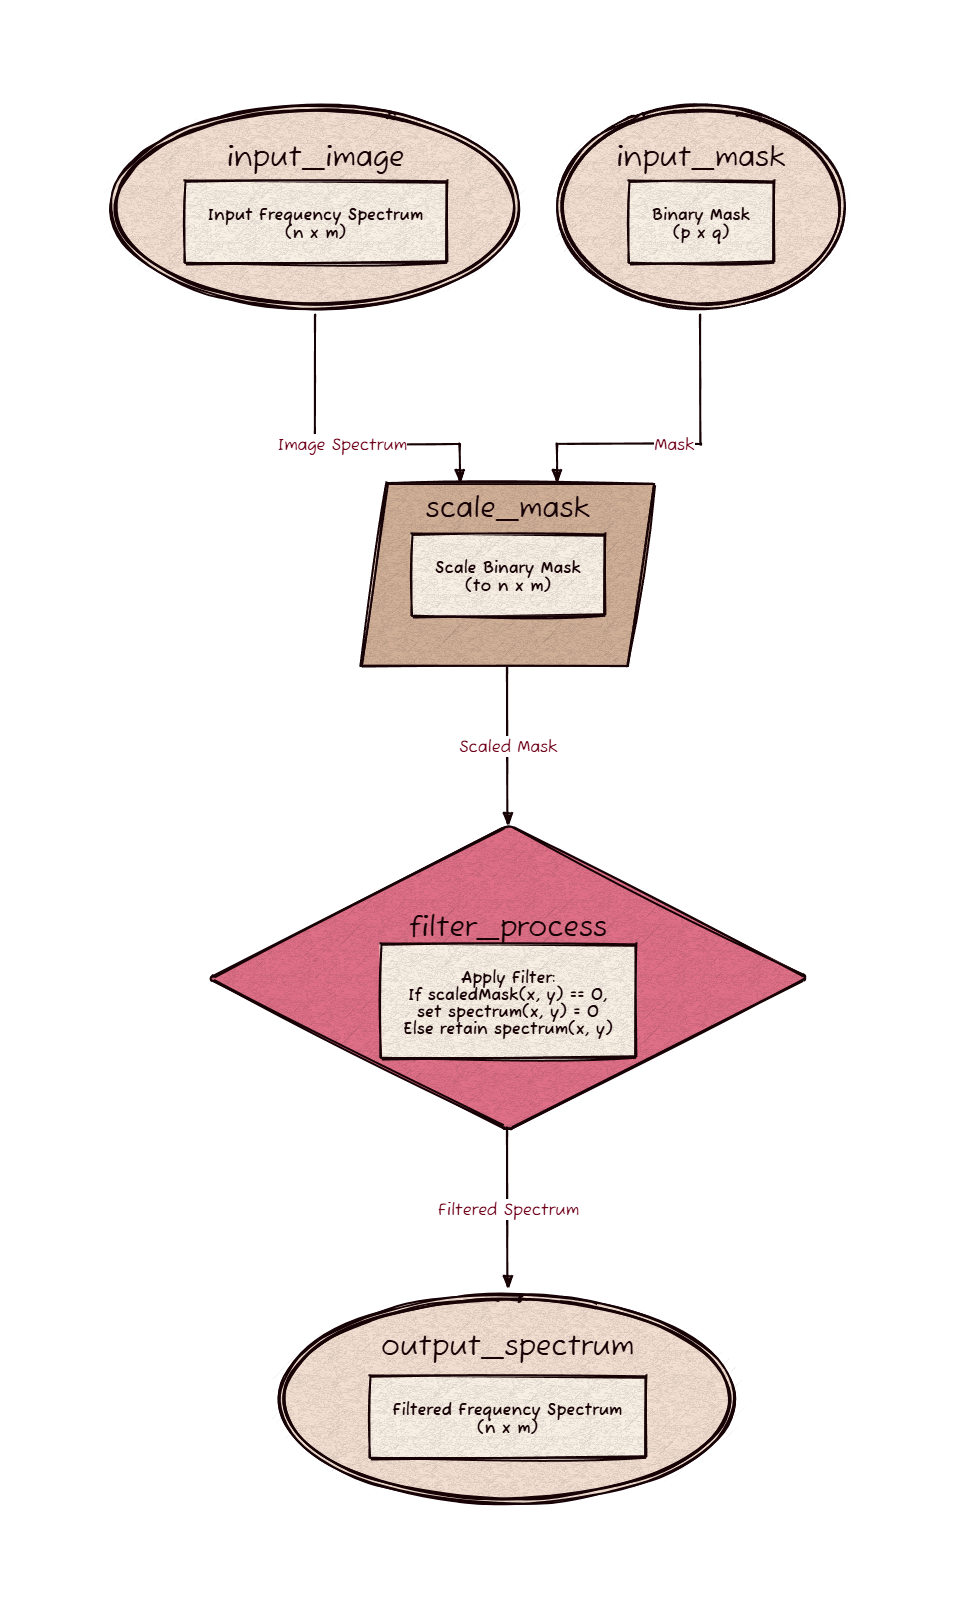 input_image
Input Frequency Spectrum
(n x m)
input_mask
Binary Mask
(p x q)
Image Spectrum
Mask
scale_mask
Scale Binary Mask
(to n x m)
Scaled Mask
filter_process
Apply Filter:
If scaledMask(x, y) == 0,
set spectrum(x, y) = 0
Else retain spectrum(x, y)
Filtered Spectrum
output_spectrum
Filtered Frequency Spectrum
(n x m)